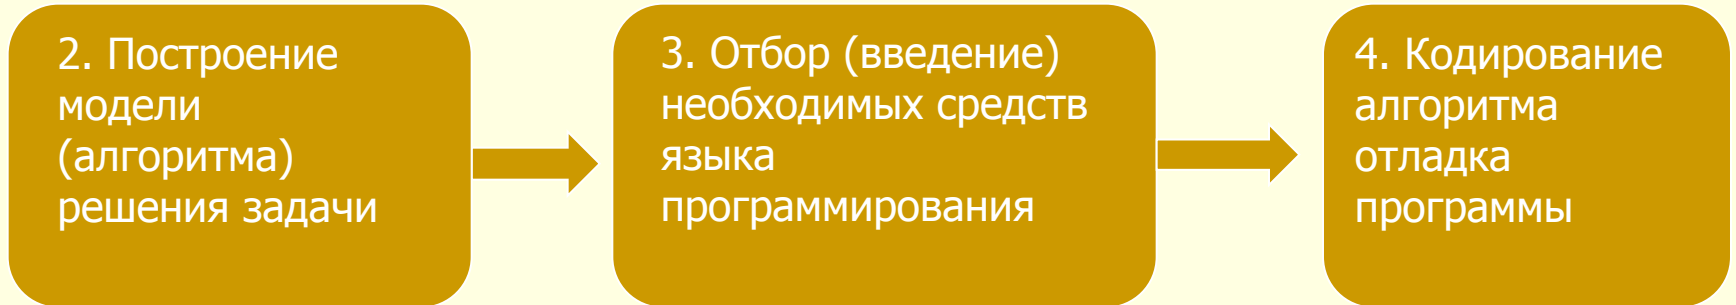 2. Построение
модели
(алгоритма)
решения задачи
3. Отбор (введение)
необходимых средств
языка
программирования
4. Кодирование
алгоритма
отладка
программы